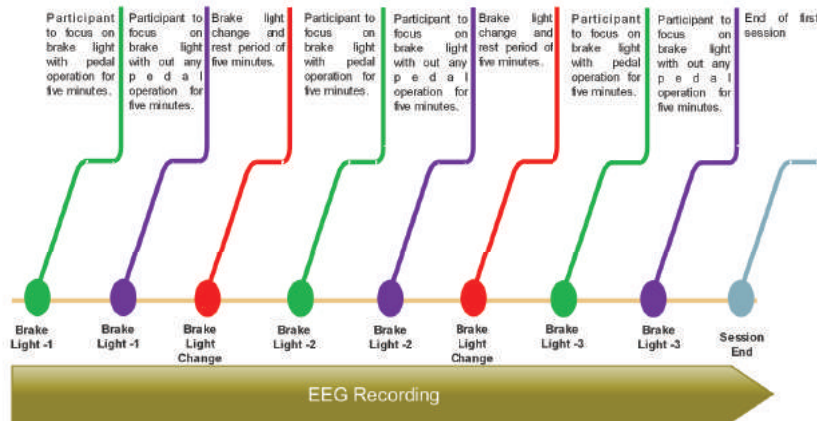 Participant
to focus on
brake light
with pedal
operation for
five minutes.
Participant to
focus on
brake light
with out any
p e d a l
operation for
five minutes.
Brake light
change and
rest period of
five minutes.
Participant
to focus on
brake light
with pedal
operation for
five minutes.
Participant to
focus on
brake light
with out any
p e d a l
operation for
five minutes.
Brake light
change and
rest period of
five minutes.
Participant
to focus on
brake light
with pedal
operation for
five minutes.
Participant to
focus on
brake light
with out any
p e d a l
operation for
five minutes.
End of first
session
Brake
Light -1
Brake
Light -1
Brake
Light
Change
Brake
Light -2
Brake
Light -2
Brake
Light
Change
Brake
Light -3
Brake
Light -3
Session
End
EEG Recording